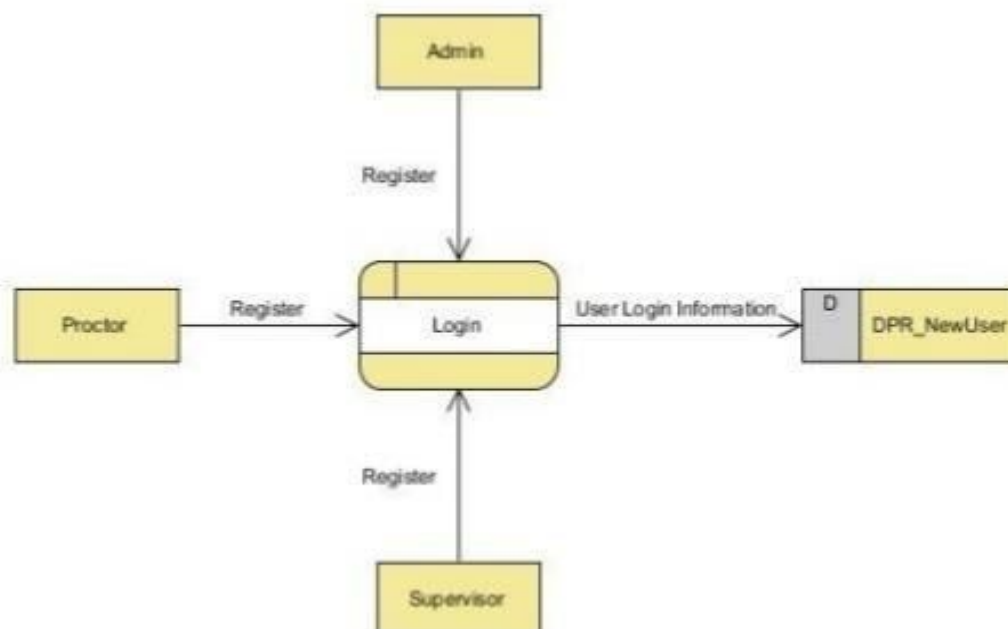 Admin
Register
Proctor
Register
Login
User Login Information
D
DPR_NewUser
Register
Supervisor